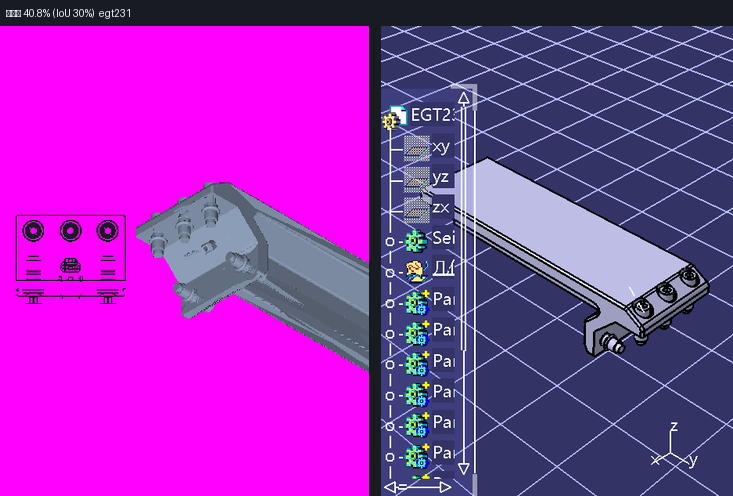 40.8% (IoU 30%) egt231
EGT23
xy
yz
zx
Sei
Par
Par
Par
Par
Par
Par
z
x
y